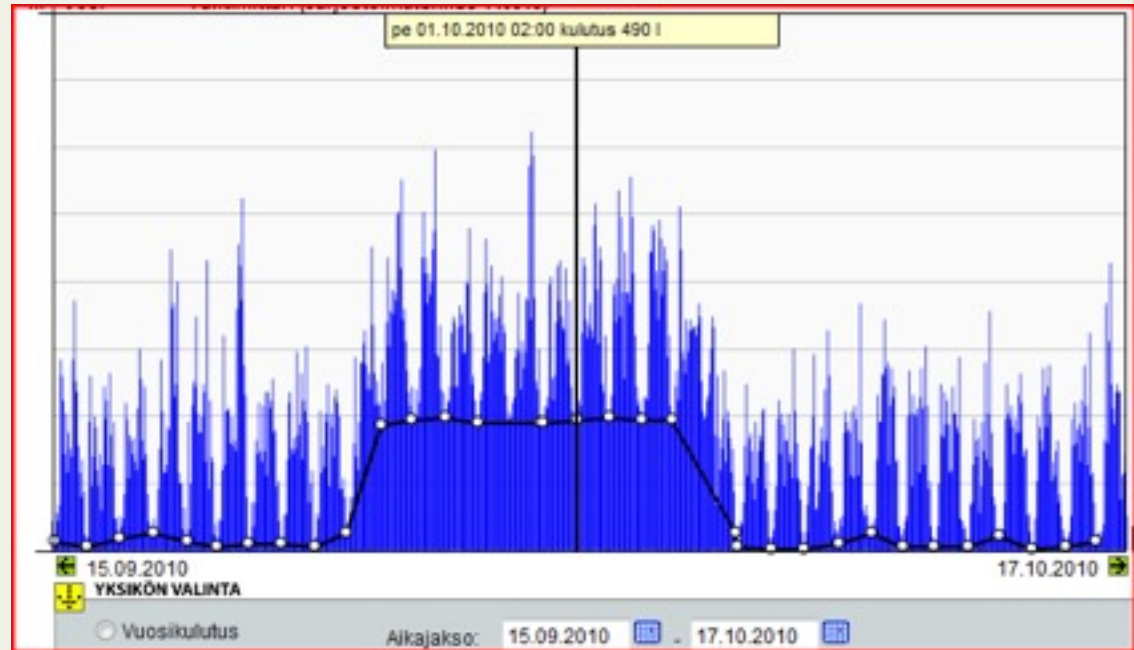 pe 01.10.2010 02:00 kulutus 490 l
15.09.2010
17.10.2010
YKSIKÖN VALINTA
Vuosikulutus
Aikajakso: 15.09.2010 - 17.10.2010